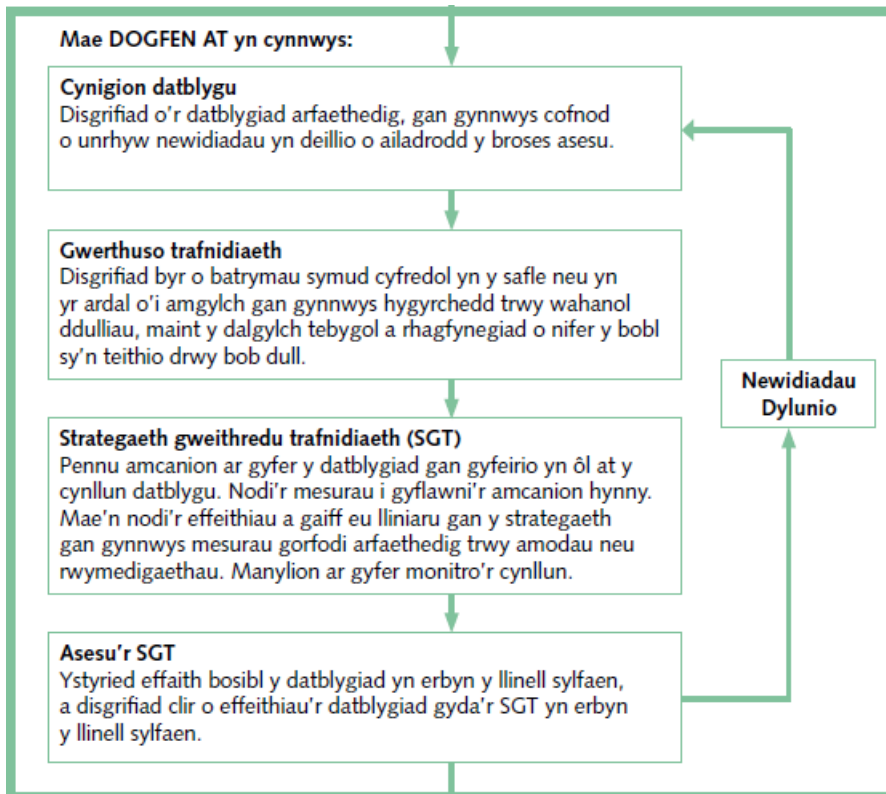 Mae DOGFEN AT yn cynnwys:
Cynigion datblygu
Disgrifiad o'r datblygiad arfaethedig, gan gynnwys cofnod
o unrhyw newidiadau yn deillio o ailadrodd y broses asesu.
Gwerthuso trafnidiaeth
Disgrifiad byr o batrymau symud cyfredol yn y safle neu yn
yr ardal o'i amgylch gan gynnwys hygyrchedd trwy wahanol
ddulliau, maint y dalgylch tebygol a rhagfynegiad o nifer y bobl
sy'n teithio drwy bob dull.
Strategaeth gweithredu trafnidiaeth (SGT)
Pennu amcanion ar gyfer y datblygiad gan gyfeirio yn ôl at y
cynllun datblygu. Nodi'r mesurau i gyflawni'r amcanion hynny.
Mae'n nodi'r effeithiau a gaiff eu lliniaru gan y strategaeth
gan gynnwys mesurau gorfodi arfaethedig trwy amodau neu
rwymedigaethau. Manylion ar gyfer monitro'r cynllun.
Asesu'r SGT
Ystyried effaith bosibl y datblygiad yn erbyn y llinell sylfaen,
a disgrifiad clir o effeithiau'r datblygiad gyda'r SGT yn erbyn
y llinell sylfaen.
Newidiadau
Dylunio